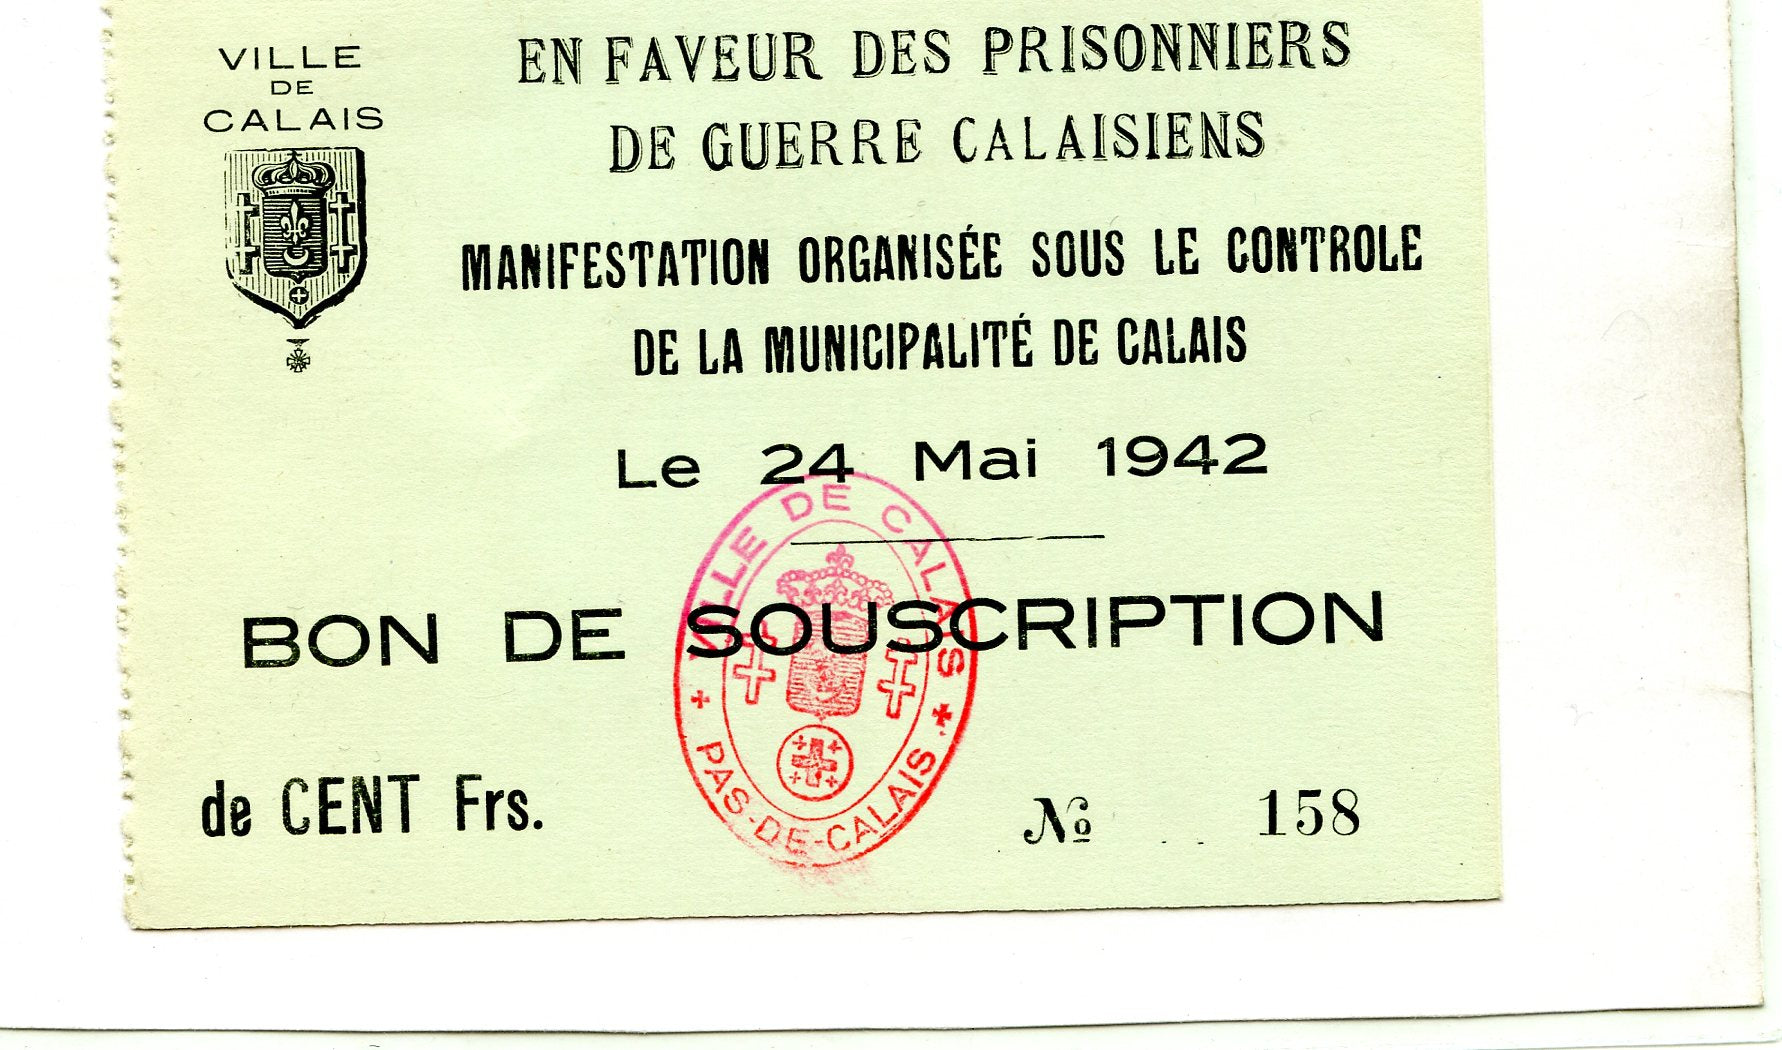 VILLE
DE
CALAIS
EN FAVEUR DES PRISONNIERS
DE GUERRE CALAISIENS
MANIFESTATION ORGANISÉE SOUS LE CONTROLE
DE LA MUNICIPALITÉ DE CALAIS
Le 24 Mai 1942
BON DE SOUSCRIPTION
de CENT Frs.
VILLE DE CALAIS
PAS-DE-CALAIS
№ 158